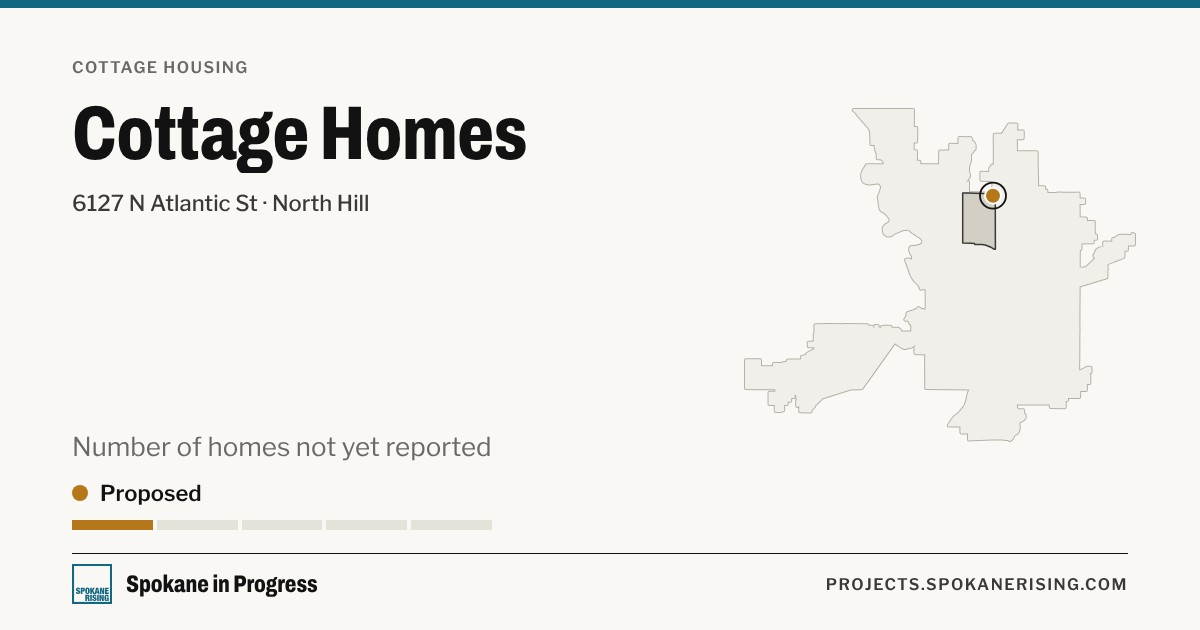 COTTAGE HOUSING
Cottage Homes
6127 N Atlantic St · North Hill
Number of homes not yet reported
Proposed
SPOKANE
RISING
Spokane in Progress
PROJECTS.SPOKANERISING.COM